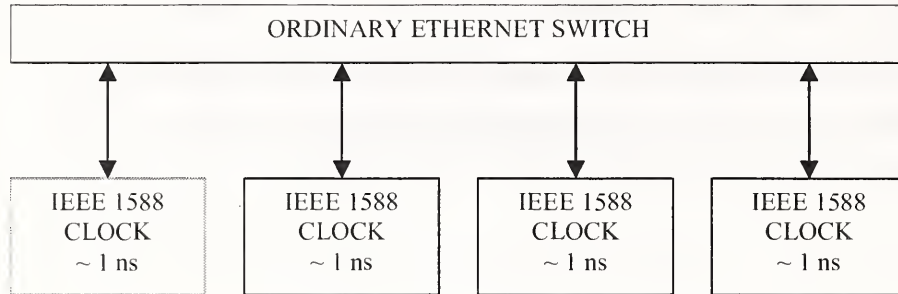 ORDINARY ETHERNET SWITCH
IEEE 1588
CLOCK
~ 1 ns
IEEE 1588
CLOCK
~ 1 ns
IEEE 1588
CLOCK
~ 1 ns
IEEE 1588
CLOCK
~ 1 ns